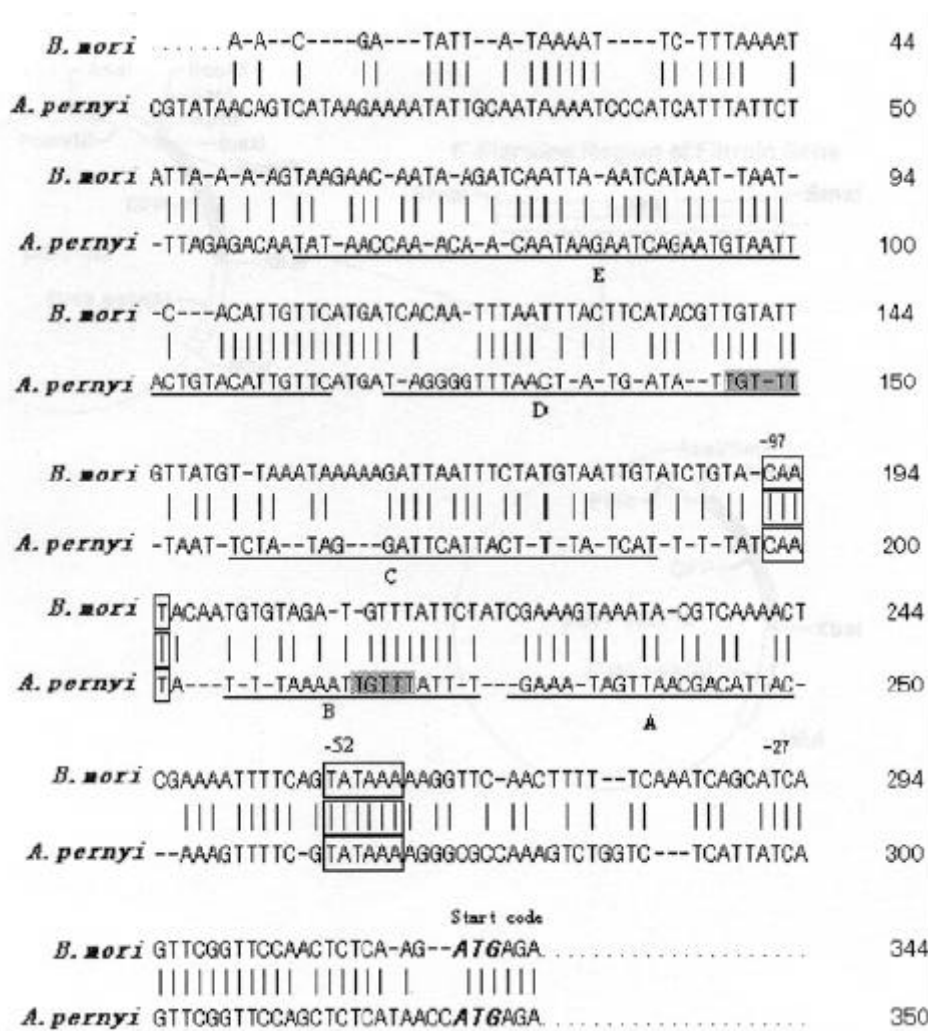 B. mori ......A-A--C----GA---TATT--A-TAAAAT----TC-TTTAAAAT 44
A. pernyi CGTATAACAGTCATAAGAAAATATTGCAATAAAATCCCATCATTTATTCT 50
B. mori ATTA-A-A-AGTAAGAAC-AATA-AGATCAATTA-AATCATAAT-TAAT- 94
A. pernyi -TTAGAGACAATAT-AACCAA-ACA-A-CAATAAGAATCAGAATGTAATT 100
E
B. mori -C---ACATTGTTCATGATCACAA-TTTAATTTACTTCATACGTTGTATT 144
A. pernyi ACTGTACATTGTTCATGAT-AGGGGTTTAACT-A-TG-ATA--TTGT-TT 150
D
-97
B. mori GTTATGT-TAAATAAAAAGATTAATTTCTATGTAATTGTATCTGTA-CAA 194
A. pernyi -TAAT-TCTA--TAG---GATTCATTACT-T-TA-TCAT-T-T-TATCAA 200
C
B. mori TACAATGTGTAGA-T-GTTTATTCTATCGAAAGTAAATA-CGTCAAAACT 244
A. pernyi TA---T-T-TAAAATTGTTTATT-T---GAAA-TAGTTAACGACATTAC- 250
B A
-52 -27
B. mori CGAAAATTTTCAGTATAAAAAGGTTC-AACTTTTT--TCAAATCAGCATCA 294
A. pernyi --AAAGTTTTC-GTATAAAAGGGCGCCAAAGTCTGGTC---TCATTATCA 300
Start code
B. mori GTTCGGTTCCAACTCTCA-AG--ATGAGA.................... 344
A. pernyi GTTCGGTTCCAGCTCTCATAACCATGAGA.................... 350